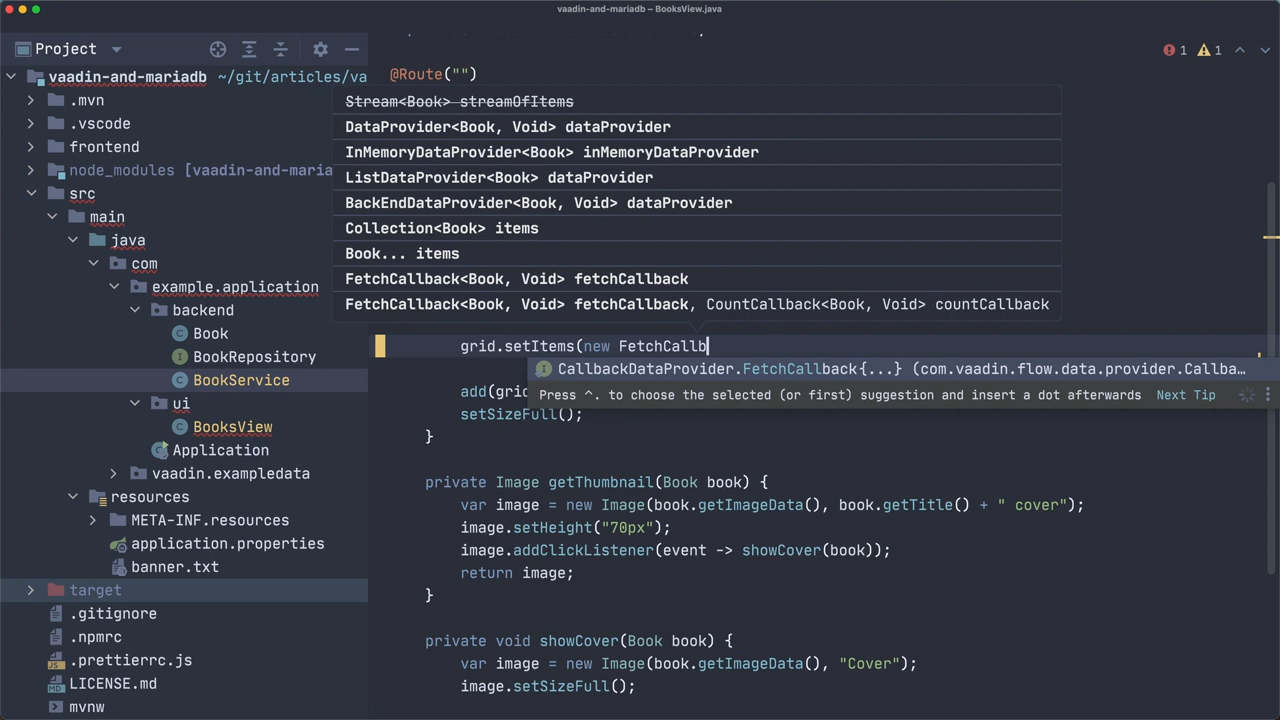 vaadin-and-mariadb – BooksView.java
Project
1 1
vaadin-and-mariadb ~/git/articles/va
.mvn
.vscode
frontend
node_modules [vaadin-and-maria
src
main
java
com
example.application
backend
Book
BookRepository
BookService
ui
BooksView
Application
vaadin.exampledata
resources
META-INF.resources
application.properties
banner.txt
target
.gitignore
.npmrc
.prettierrc.js
LICENSE.md
mvnw
@Route("")
Stream<Book> streamOfItems
DataProvider<Book, Void> dataProvider
InMemoryDataProvider<Book> inMemoryDataProvider
ListDataProvider<Book> dataProvider
BackEndDataProvider<Book, Void> dataProvider
Collection<Book> items
Book... items
FetchCallback<Book, Void> fetchCallback
FetchCallback<Book, Void> fetchCallback, CountCallback<Book, Void> countCallback
grid.setItems(new FetchCallb
CallbackDataProvider.FetchCallback{...} (com.vaadin.flow.data.provider.Callba…
add(gri
Press ^. to choose the selected (or first) suggestion and insert a dot afterwards Next Tip
setSizeFull();
}
private Image getThumbnail(Book book) {
var image = new Image(book.getImageData(), book.getTitle() + " cover");
image.setHeight("70px");
image.addClickListener(event -> showCover(book));
return image;
}
private void showCover(Book book) {
var image = new Image(book.getImageData(), "Cover");
image.setSizeFull();